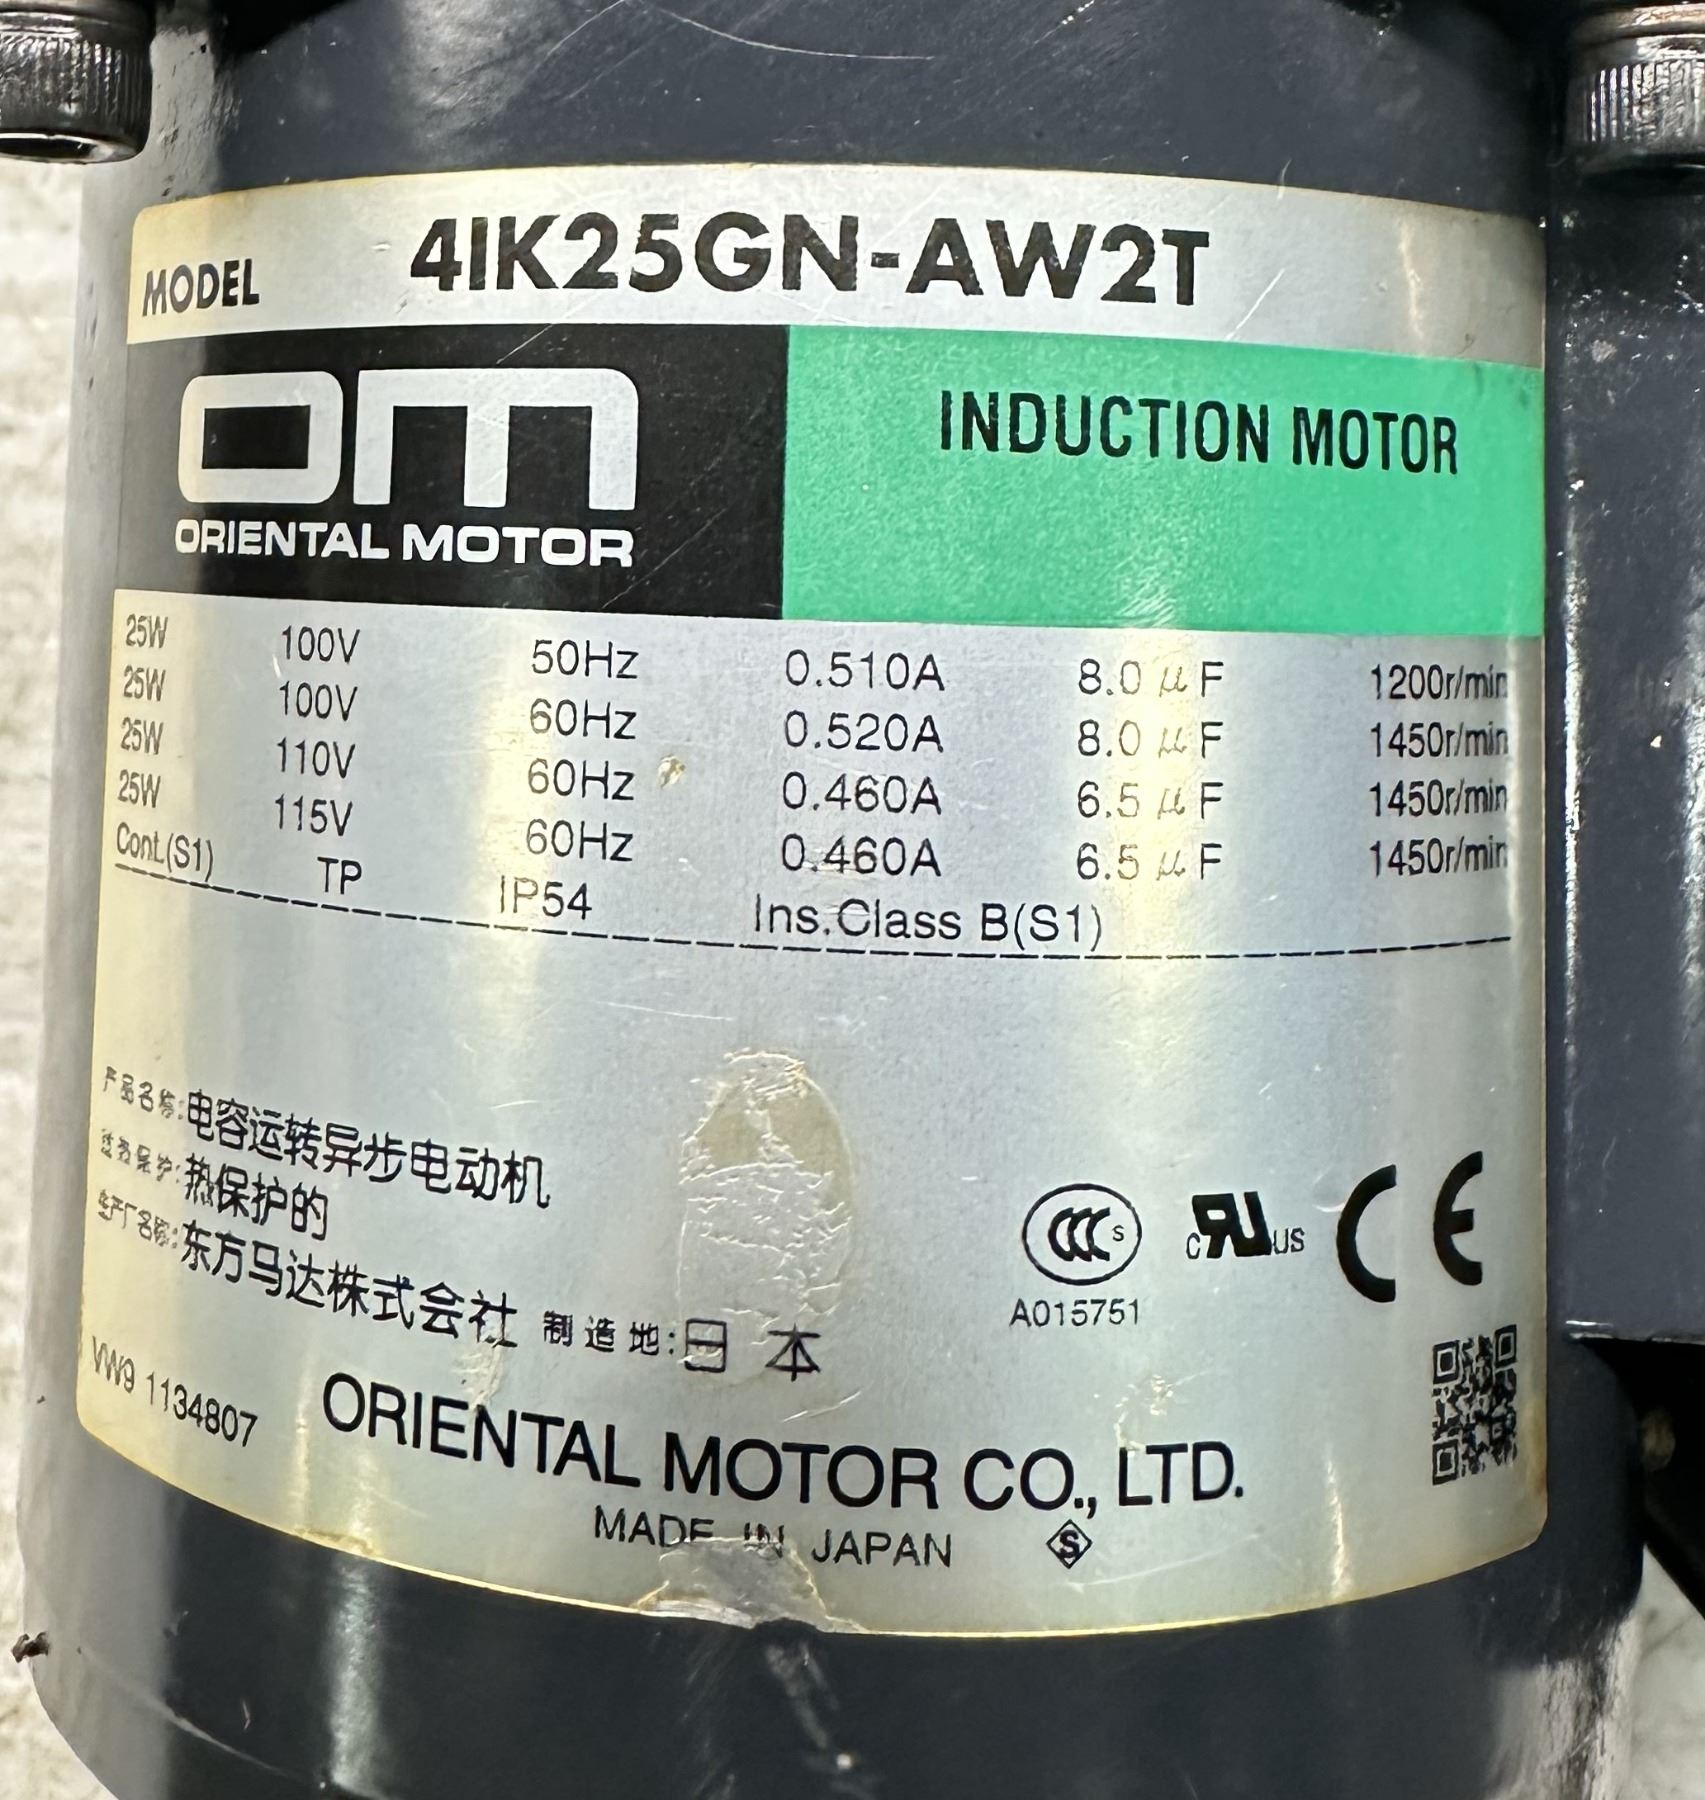 MODEL 4IK25GN-AW2T
OM
ORIENTAL MOTOR
INDUCTION MOTOR
25W 100V 50Hz 0.510A 8.0μF 1200r/min
25W 100V 60Hz 0.520A 8.0μF 1450r/min
25W 110V 60Hz 0.460A 6.5μF 1450r/min
25W 115V 60Hz 0.460A 6.5μF 1450r/min
Cont.(S1) TP IP54 Ins.Class B(S1)
产品名称:电容运转异步电动机
过热保护:热保护的
生产厂名称:东方马达株式会社 制造地:日本
CCC S
A015751
c RU US
CE
VW9 1134807
ORIENTAL MOTOR CO., LTD.
MADE IN JAPAN S